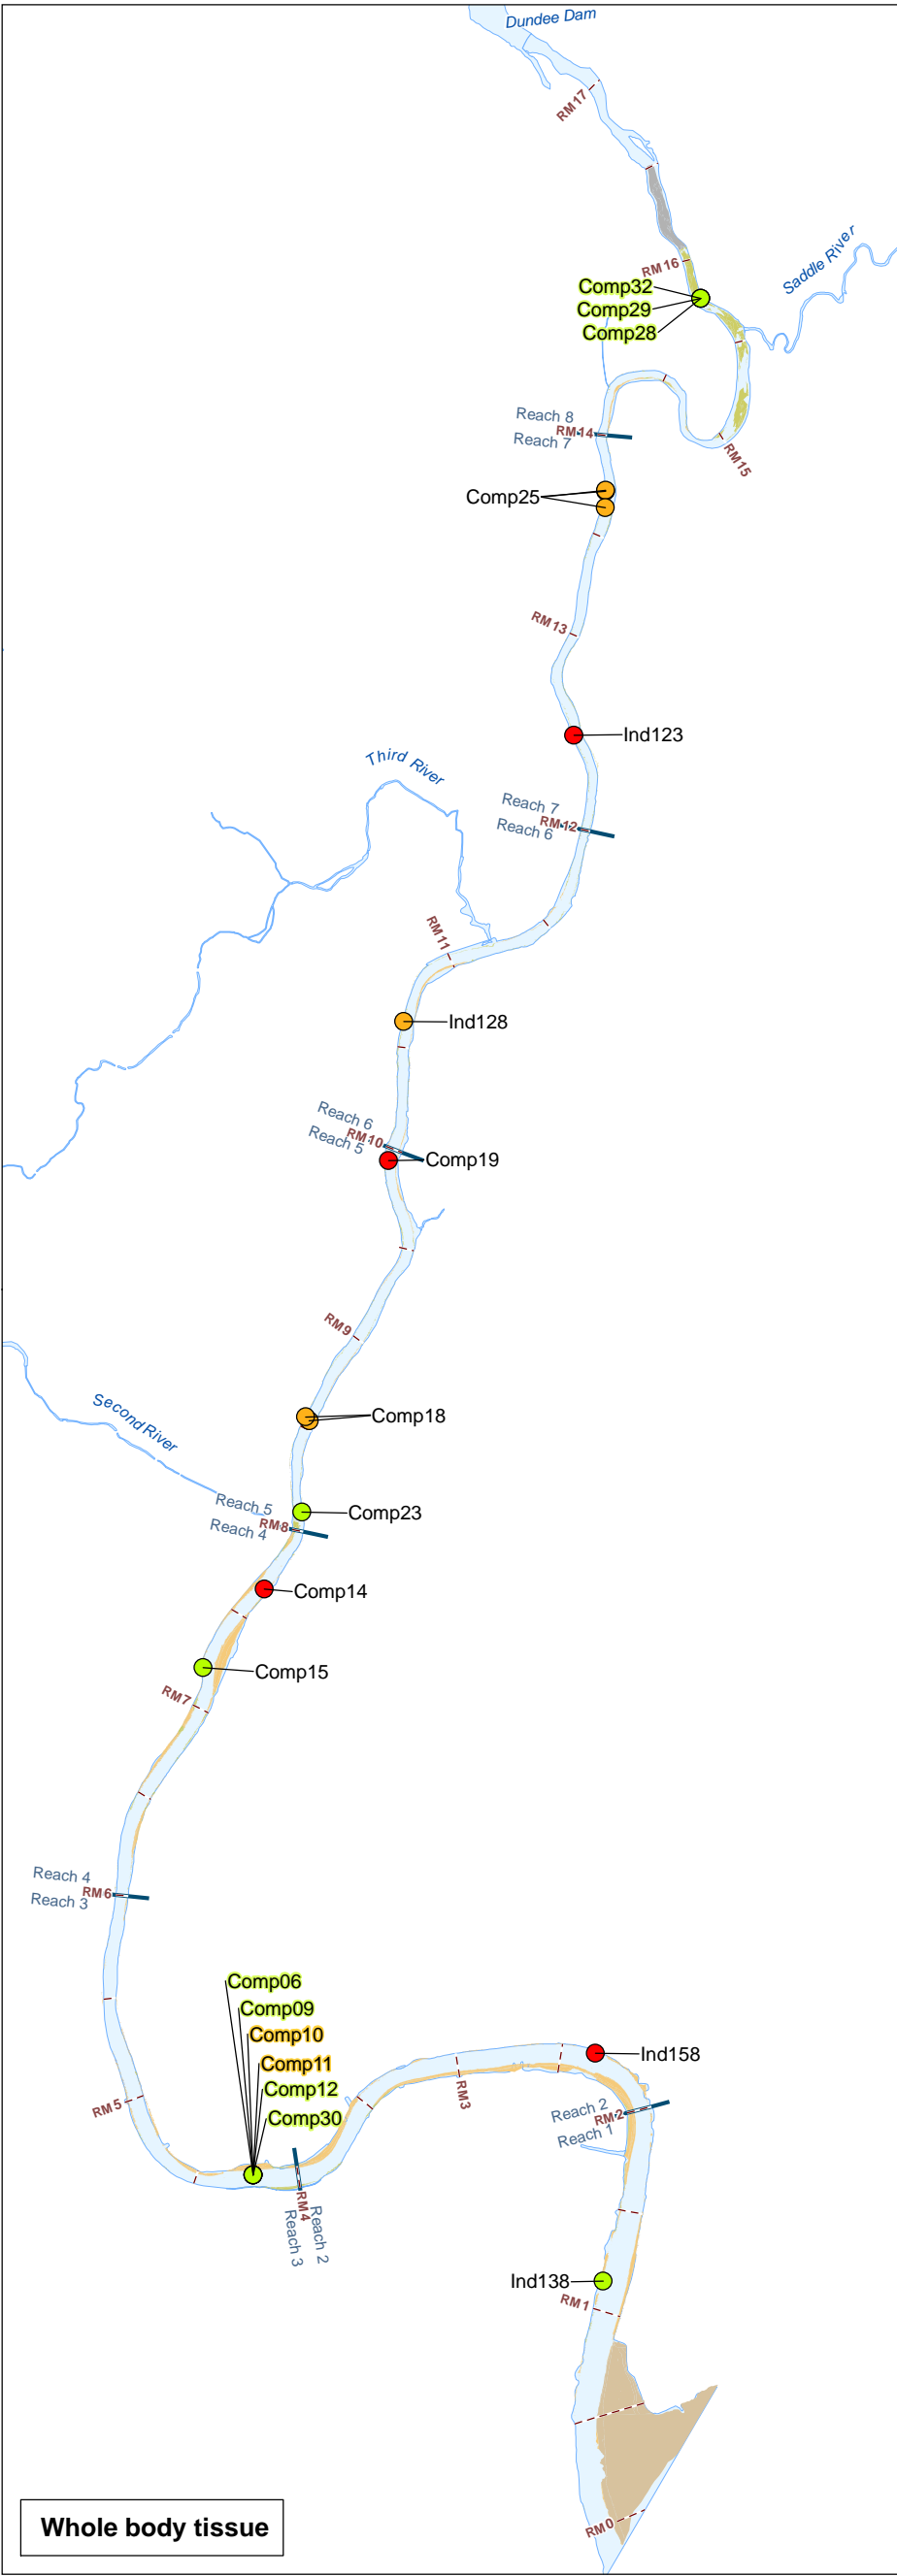 Dundee Dam
RM17
Saddle River
RM16
Comp32
Comp29
Comp28
Reach 8
RM14
Reach 7
RM15
Comp25
RM13
Ind123
Third River
Reach 7
RM12
Reach 6
RM11
Ind128
Reach 6
RM10
Reach 5
Comp19
RM9
Second River
Comp18
Reach 5
Comp23
RM8
Reach 4
Comp14
Comp15
RM7
Reach 4
RM6
Reach 3
Comp06
Comp09
Comp10
Comp11
Comp12
Comp30
Ind158
RM3
RM5
Reach 2
RM2
Reach 1
RM4
Reach 2
Reach 3
Ind138
RM1
RM0
Whole body tissue